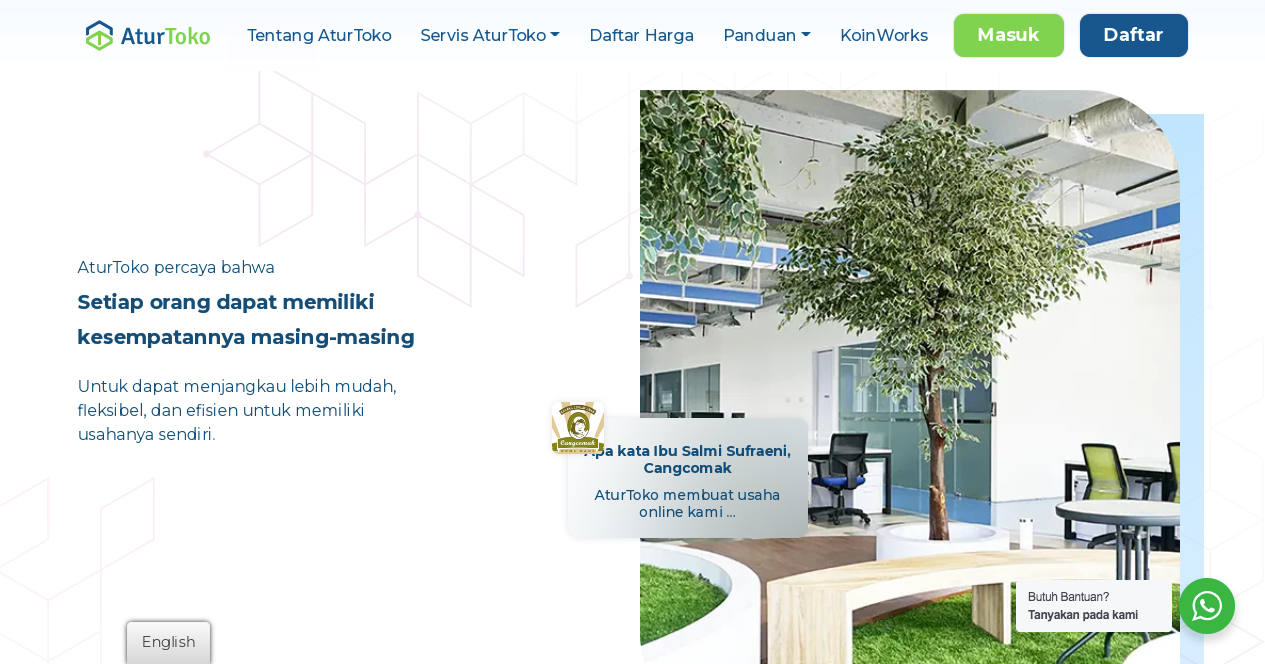 AturToko
Tentang AturToko
Servis AturToko
Daftar Harga
Panduan
KoinWorks
Masuk
Daftar
AturToko percaya bahwa
Setiap orang dapat memiliki
kesempatannya masing-masing
Untuk dapat menjangkau lebih mudah,
fleksibel, dan efisien untuk memiliki
usahanya sendiri.
Cangcomak
Apa kata Ibu Salmi Sufraeni,
Cangcomak
AturToko membuat usaha
online kami ...
Butuh Bantuan?
Tanyakan pada kami
English